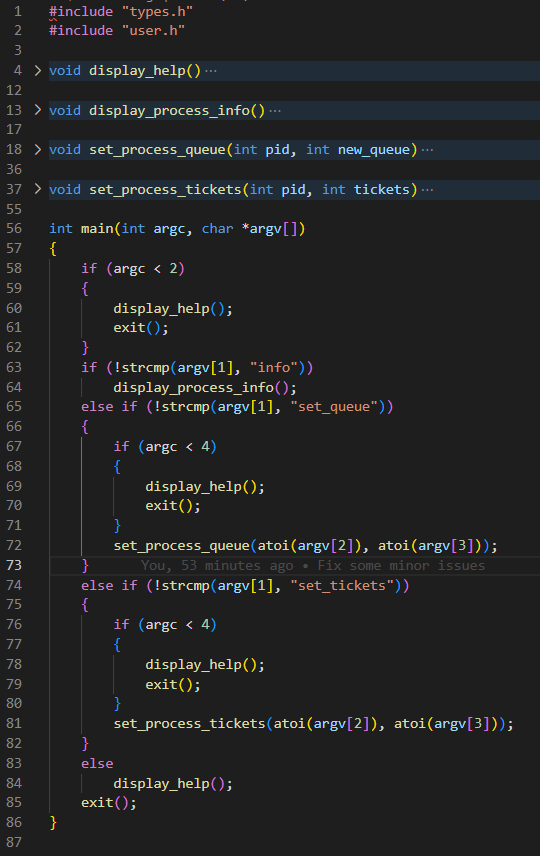 1 #include "types.h"
2 #include "user.h"
3
4 void display_help() ···
12
13 void display_process_info() ···
17
18 void set_process_queue(int pid, int new_queue) ···
36
37 void set_process_tickets(int pid, int tickets) ···
55
56 int main(int argc, char *argv[])
57 {
58     if (argc < 2)
59     {
60         display_help();
61         exit();
62     }
63     if (!strcmp(argv[1], "info"))
64         display_process_info();
65     else if (!strcmp(argv[1], "set_queue"))
66     {
67         if (argc < 4)
68         {
69             display_help();
70             exit();
71         }
72         set_process_queue(atoi(argv[2]), atoi(argv[3]));
73     }     You, 53 minutes ago • Fix some minor issues
74     else if (!strcmp(argv[1], "set_tickets"))
75     {
76         if (argc < 4)
77         {
78             display_help();
79             exit();
80         }
81         set_process_tickets(atoi(argv[2]), atoi(argv[3]));
82     }
83     else
84         display_help();
85     exit();
86 }
87